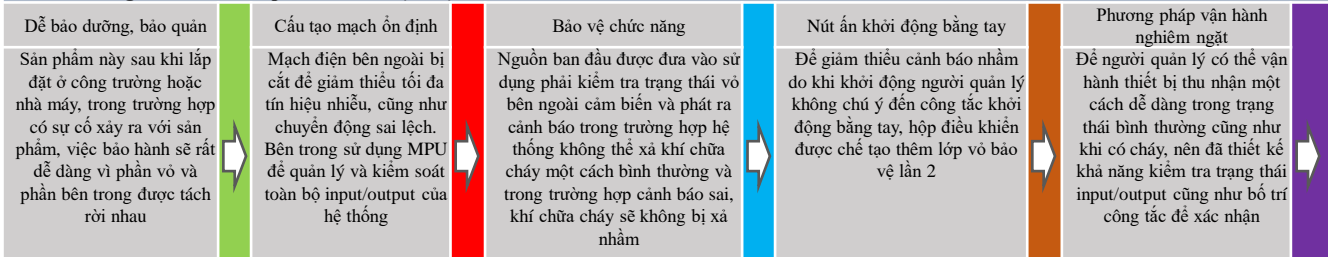 Dễ bảo dưỡng, bảo quản
Sản phẩm này sau khi lắp
đặt ở công trường hoặc
nhà máy, trong trường hợp
có sự cố xảy ra với sản
phẩm, việc bảo hành sẽ rất
dễ dàng vì phần vỏ và
phần bên trong được tách
rời nhau
Cấu tạo mạch ổn định
Mạch điện bên ngoài bị
cắt để giảm thiểu tối đa
tín hiệu nhiễu, cũng như
chuyển động sai lệch.
Bên trong sử dụng MPU
để quản lý và kiểm soát
toàn bộ input/output của
hệ thống
Bảo vệ chức năng
Nguồn ban đầu được đưa vào sử
dụng phải kiểm tra trạng thái vỏ
bên ngoài cảm biến và phát ra
cảnh báo trong trường hợp hệ
thống không thể xả khí chữa
cháy một cách bình thường và
trong trường hợp cảnh báo sai,
khí chữa cháy sẽ không bị xả
nhầm
Nút ấn khởi động bằng tay
Để giảm thiểu cảnh báo nhầm
do khi khởi động người quản lý
không chú ý đến công tắc khởi
động bằng tay, hộp điều khiển
được chế tạo thêm lớp vỏ bảo
vệ lần 2
Phương pháp vận hành
nghiêm ngặt
Để người quản lý có thể vận
hành thiết bị thu nhận một
cách dễ dàng trong trạng
thái bình thường cũng như
khi có cháy, nên đã thiết kế
khả năng kiểm tra trạng thái
input/output cũng như bố trí
công tắc để xác nhận